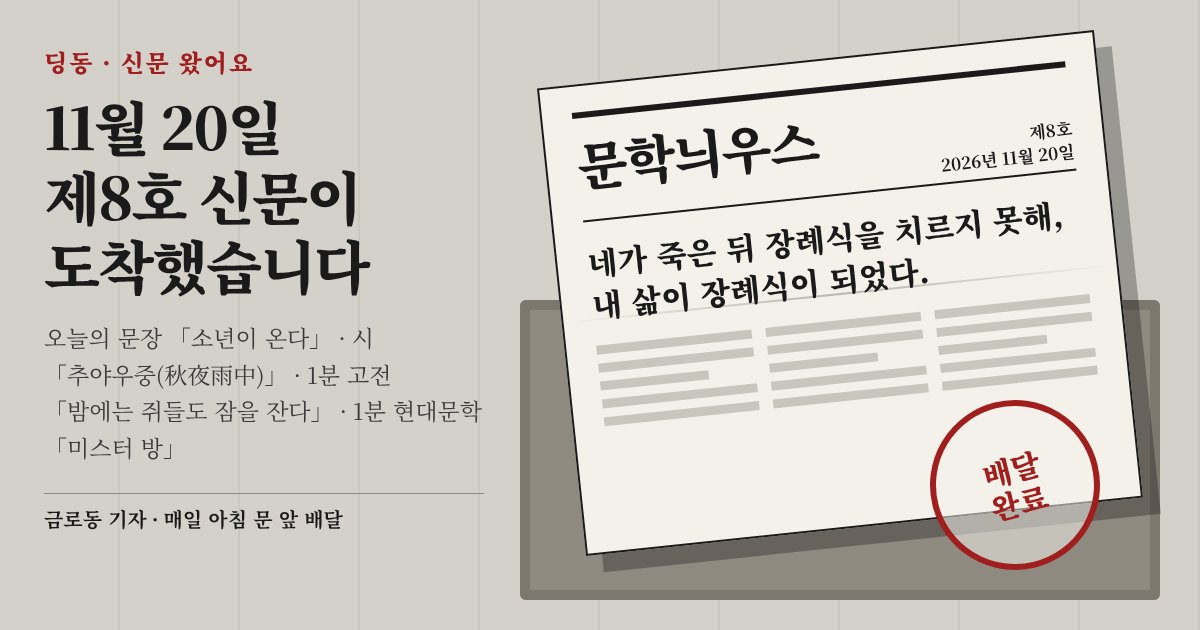 딩동 · 신문 왔어요
11월 20일
제8호 신문이
도착했습니다
오늘의 문장 「소년이 온다」 · 시
「추야우중(秋夜雨中)」 · 1분 고전
「밤에는 쥐들도 잠을 잔다」 · 1분 현대문학
「미스터 방」
금로동 기자 · 매일 아침 문 앞 배달
문학늬우스
제8호
2026년 11월 20일
네가 죽은 뒤 장례식을 치르지 못해,
내 삶이 장례식이 되었다.
배달
완료